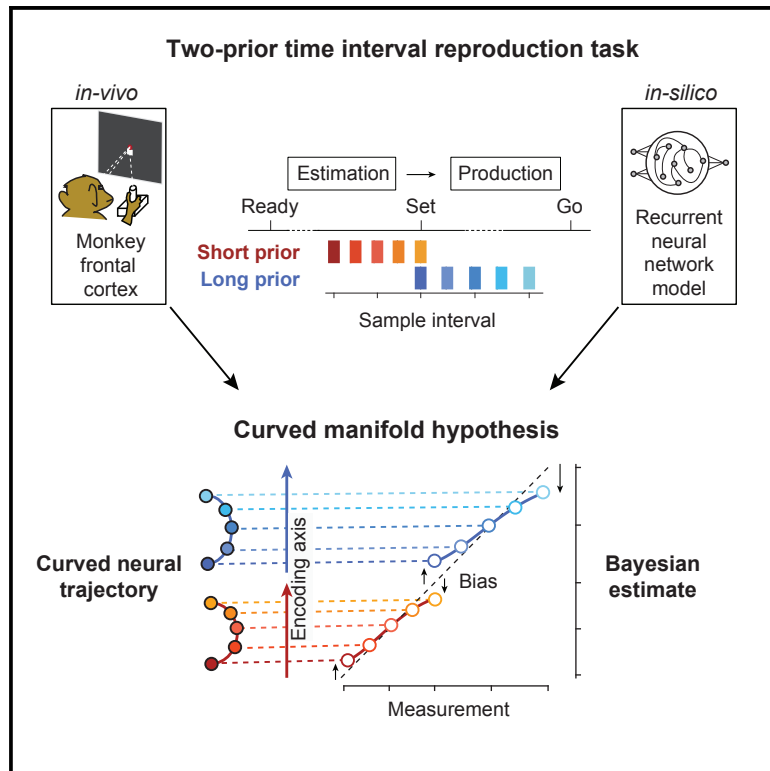 Two-prior time interval reproduction task
in-vivo
in-silico
Monkey
frontal
cortex
Estimation
Production
Ready
Set
Go
Short prior
Long prior
Sample interval
Recurrent
neural
network
model
Curved manifold hypothesis
Curved neural
trajectory
Encoding axis
Bias
Bayesian
estimate
Measurement